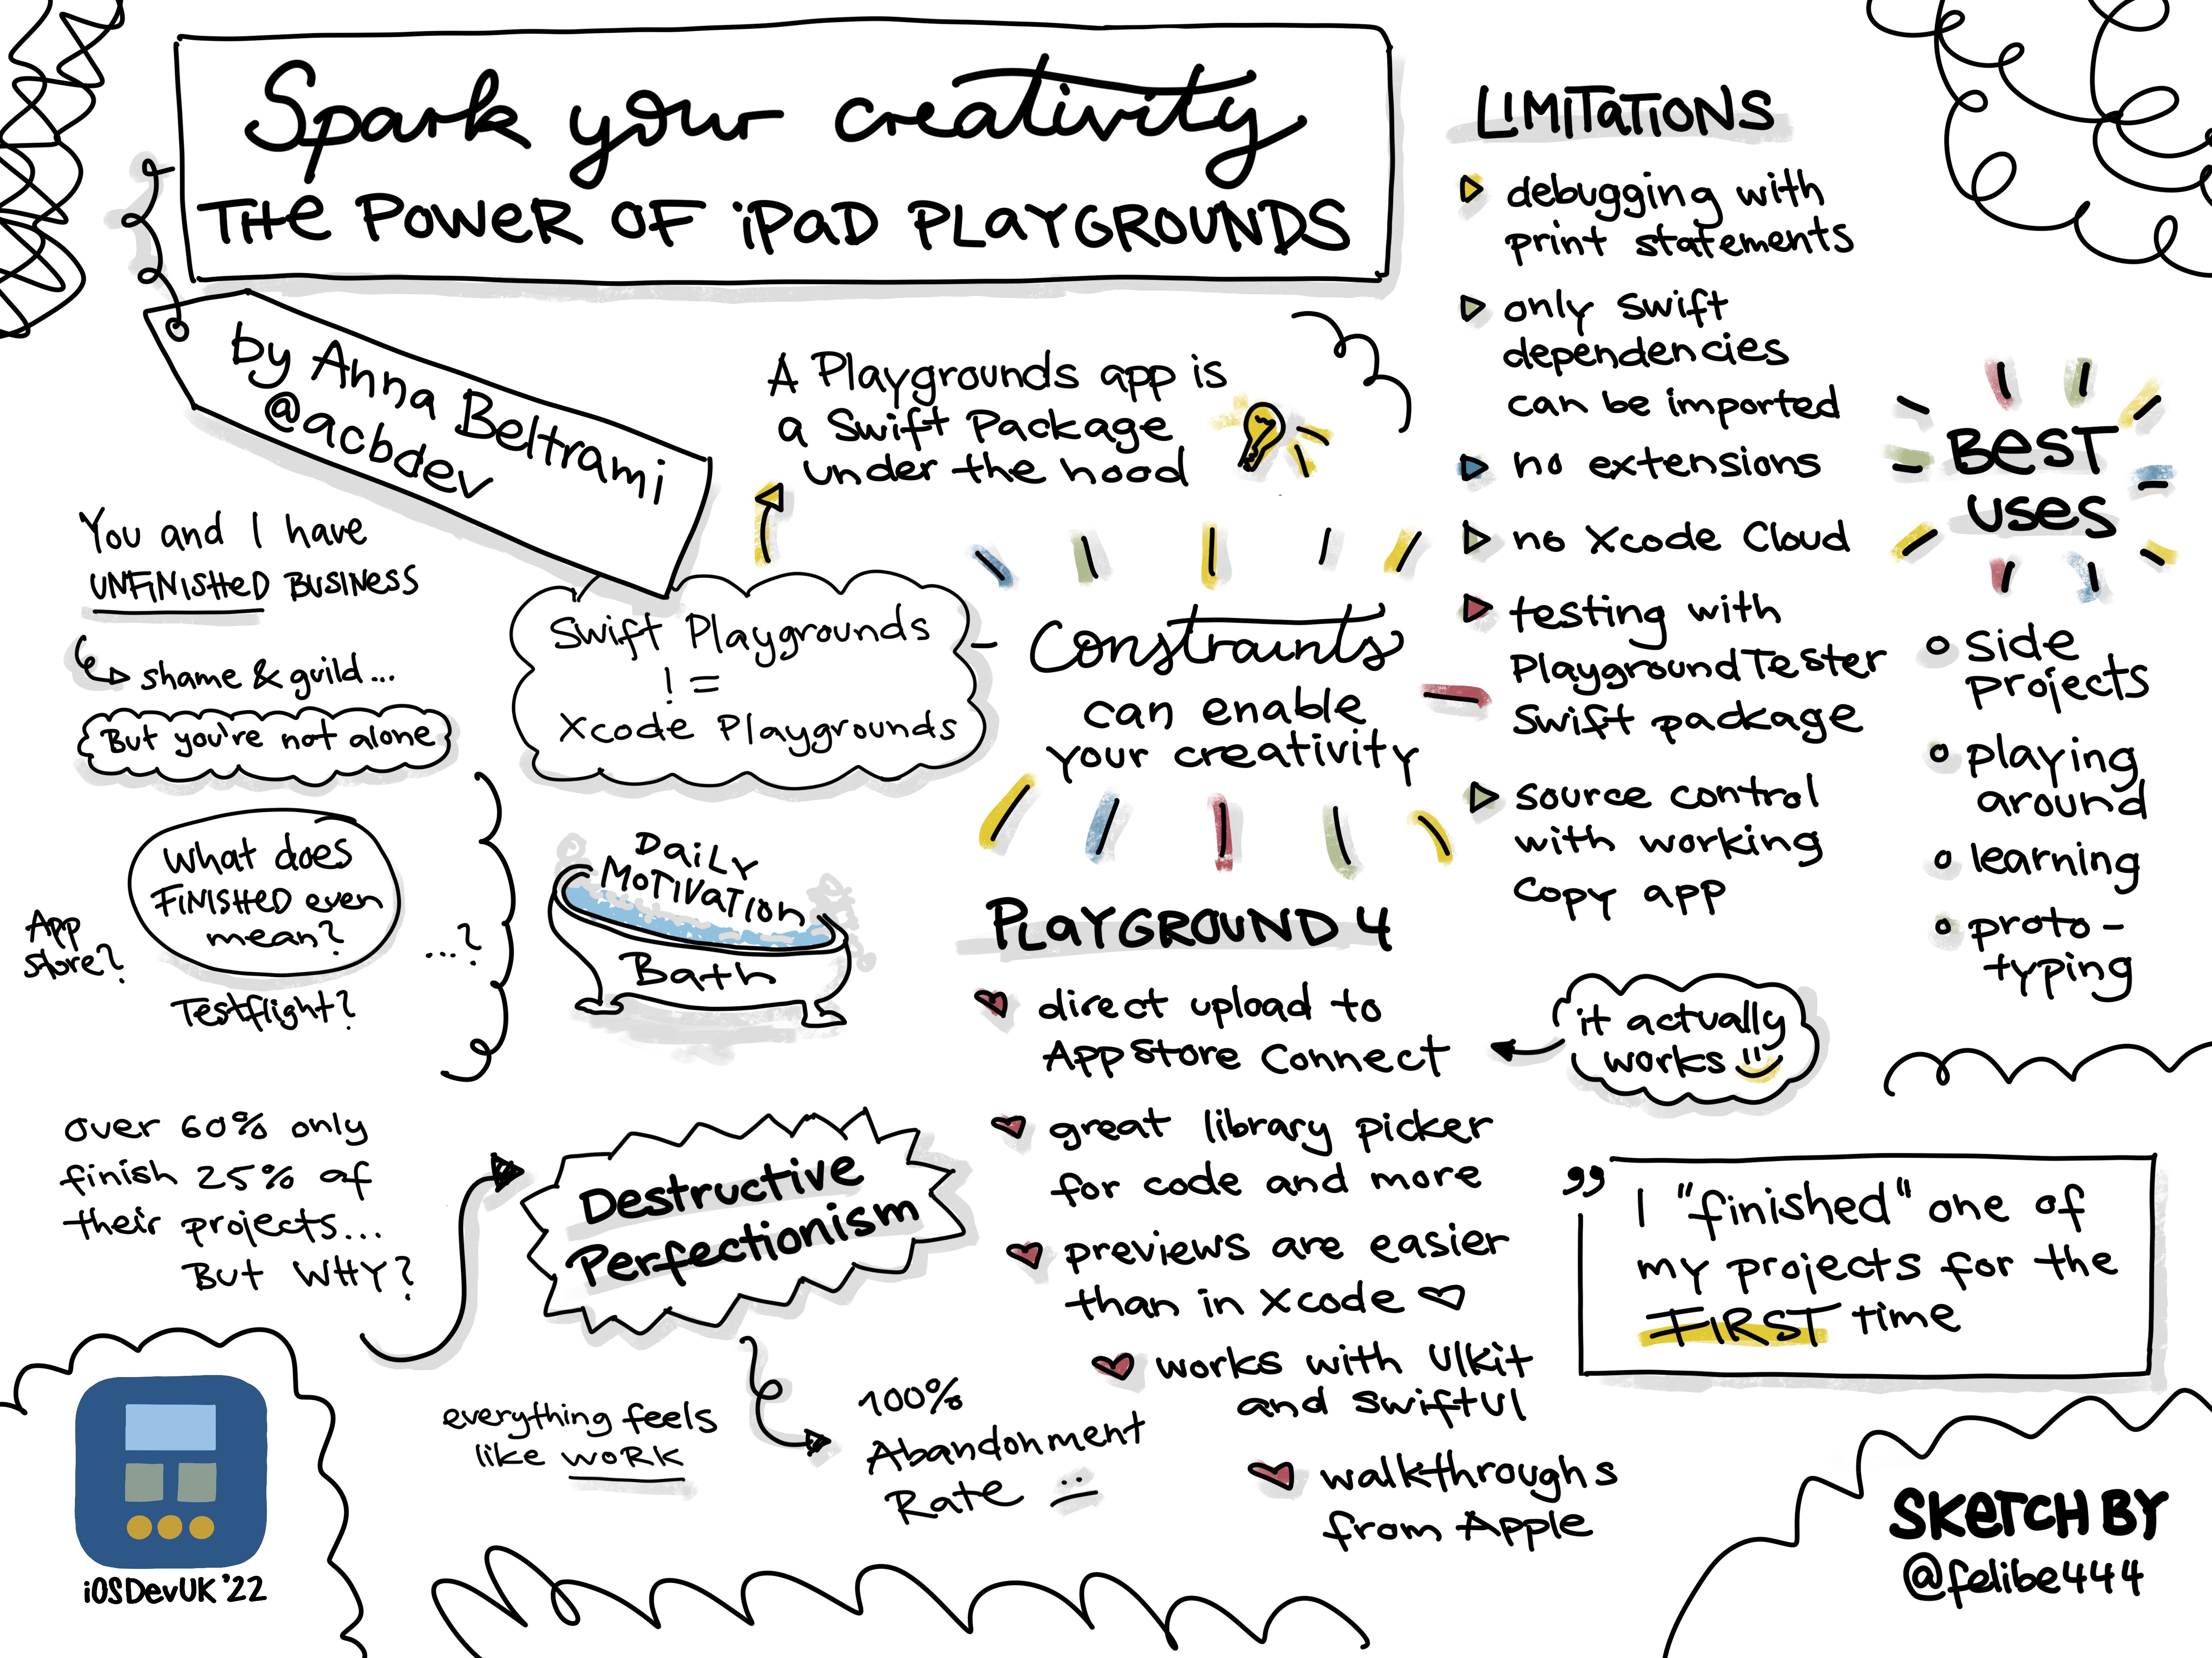 Spark your creativity
THE POWER OF iPAD PLAYGROUNDS
by Anna Beltrami
@acbdev
You and I have
UNFINISHED BUSINESS
shame & guild...
But you're not alone
What does
FINISHED even
mean?
App
Store?
Testflight?
...?
over 60% only
finish 25% of
their projects...
BUT WHY?
iOSDevUK '22
A Playgrounds app is
a Swift Package
under the hood
Swift Playgrounds
!=
Xcode Playgrounds
DAILY
MOTIVATION
Bath
Destructive
Perfectionism
everything feels
like WORK
100%
Abandonment
Rate
Constraints
can enable
your creativity
PLAYGROUND 4
direct upload to
AppStore Connect
it actually
works
great library picker
for code and more
previews are easier
than in Xcode
works with UIkit
and SwiftUI
walkthroughs
from Apple
LIMITATIONS
debugging with
print statements
only Swift
dependencies
can be imported
no extensions
no Xcode Cloud
testing with
PlaygroundTester
Swift package
source control
with working
Copy app
BEST
USES
side
projects
playing
around
learning
proto-
typing
" I "finished" one of
my projects for the
FIRST time
SKETCH BY
@felibe444